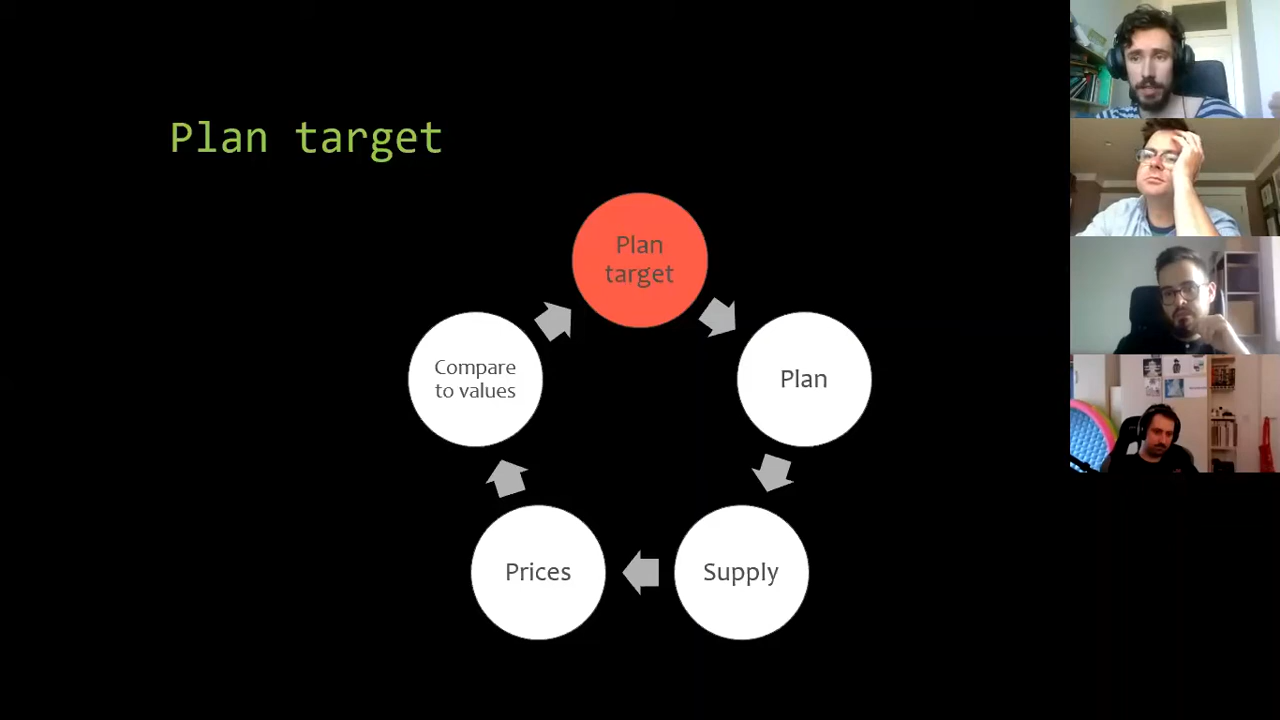 Plan target
Plan
target
Compare
to values
Plan
Prices
Supply